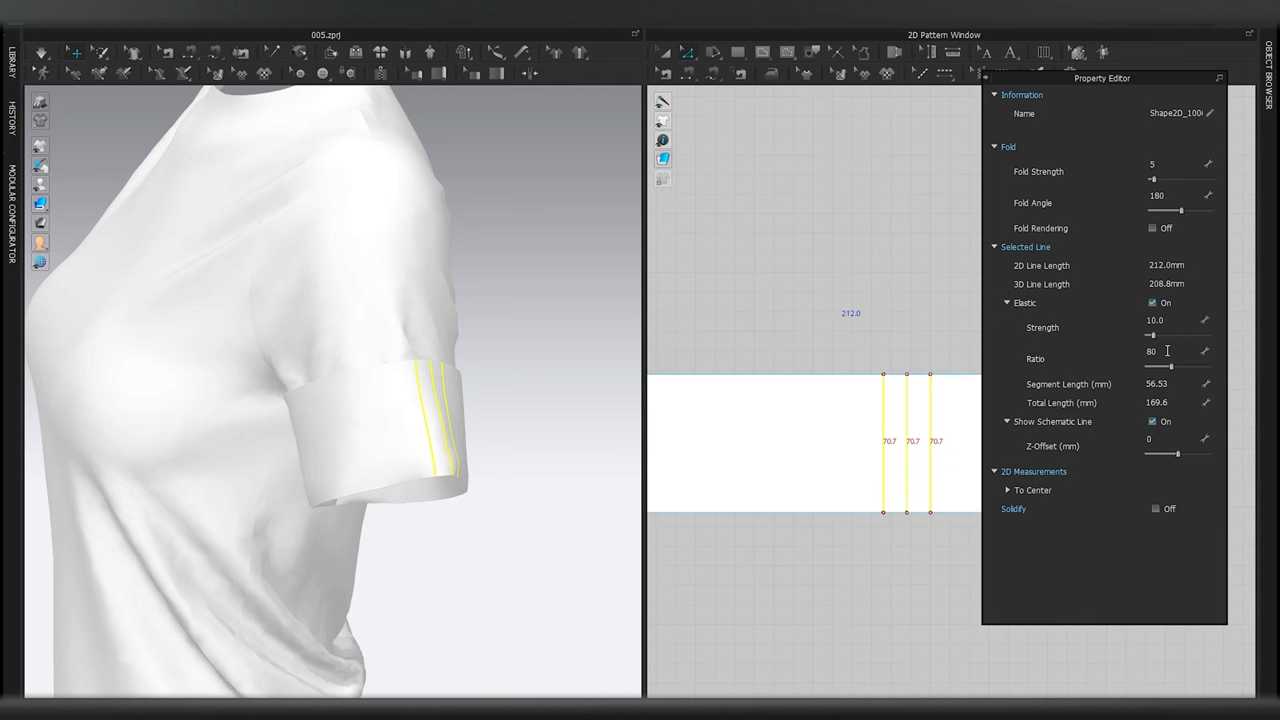 005.zprj
2D Pattern Window
LIBRARY
HISTORY
MODULAR CONFIGURATOR
OBJECT BROWSER
212.0
70.7 70.7 70.7
Property Editor
Information
Name Shape2D_100
Fold
Fold Strength 5
Fold Angle 180
Fold Rendering Off
Selected Line
2D Line Length 212.0mm
3D Line Length 208.8mm
Elastic On
Strength 10.0
Ratio 80
Segment Length (mm) 56.53
Total Length (mm) 169.6
Show Schematic Line On
Z-Offset (mm) 0
2D Measurements
To Center
Solidify Off